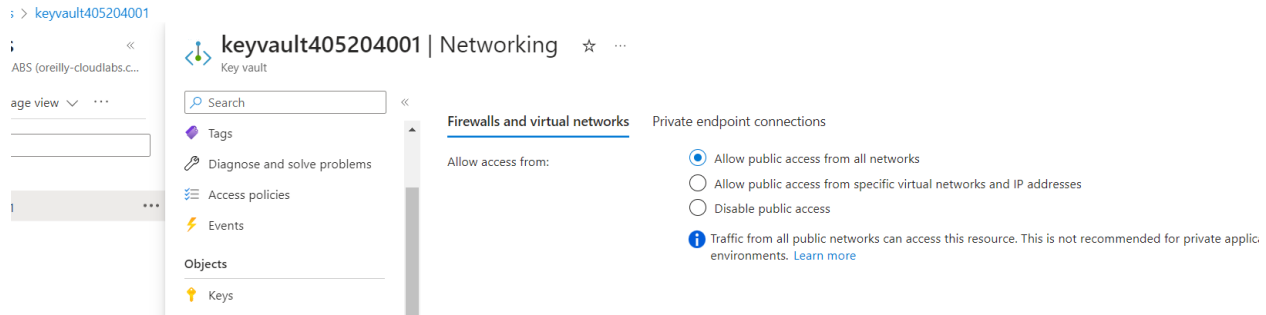 s > keyvault405204001
«
ABS (oreilly-cloudlabs.c...
age view ...
...
keyvault405204001 | Networking ...
Key vault
Search «
Tags
Diagnose and solve problems
Access policies
Events
Objects
Keys
Firewalls and virtual networks Private endpoint connections
Allow access from:
Allow public access from all networks
Allow public access from specific virtual networks and IP addresses
Disable public access
Traffic from all public networks can access this resource. This is not recommended for private applic
environments. Learn more